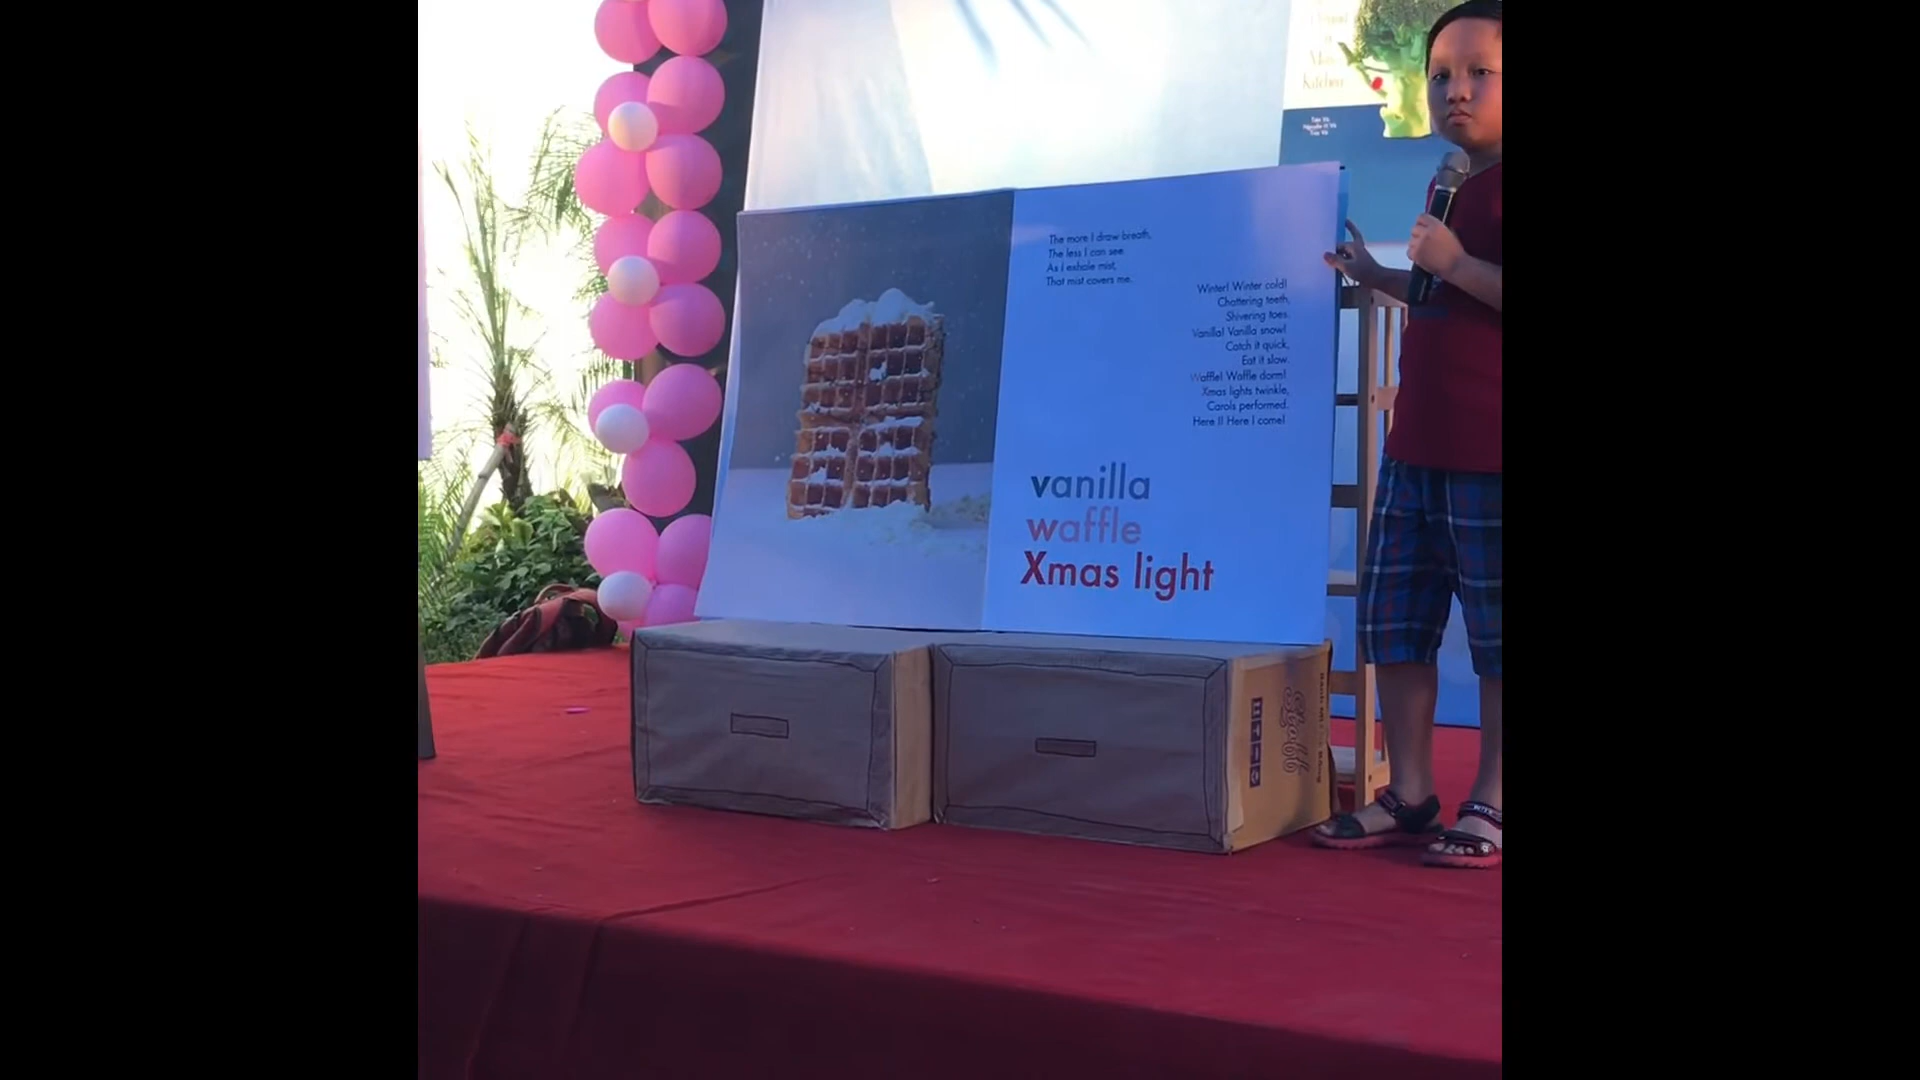 Kitchen
The more I draw breath,
The less I can see.
As I exhale mist,
That mist covers me.
Winter! Winter cold!
Chattering teeth,
Shivering toes.
Vanilla! Vanilla snow!
Catch it quick,
Eat it slow.
Waffle! Waffle dorm!
Xmas lights twinkle,
Carols performed.
Here I! Here I come!
vanilla
waffle
Xmas light